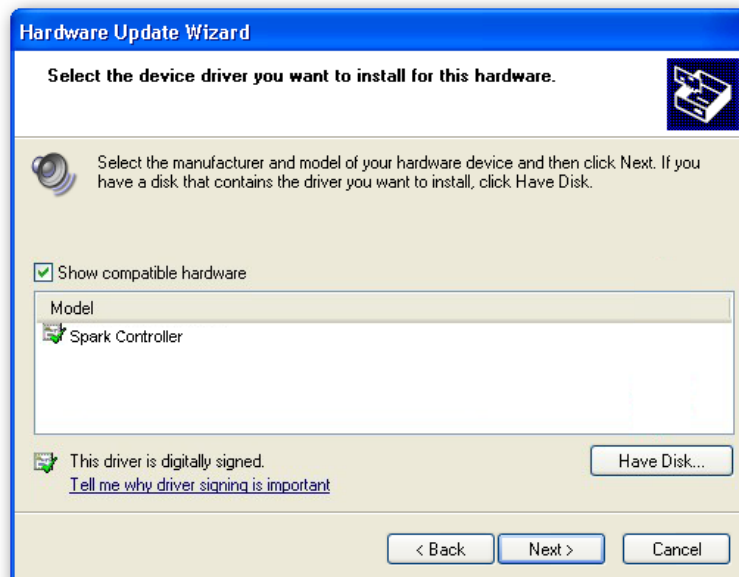 Hardware Update Wizard
Select the device driver you want to install for this hardware.
Select the manufacturer and model of your hardware device and then click Next. If you
have a disk that contains the driver you want to install, click Have Disk.
Show compatible hardware
Model
Spark Controller
This driver is digitally signed.
Have Disk...
Tell me why driver signing is important
< Back
Next >
Cancel